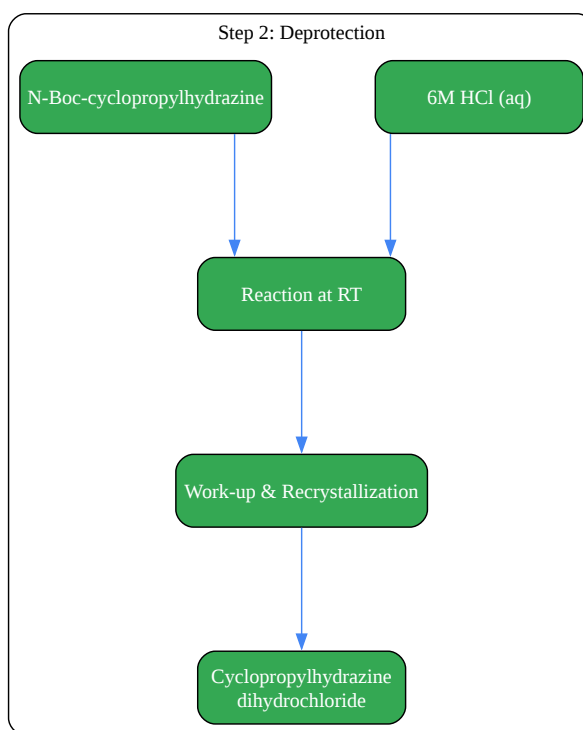 Step 2: Deprotection
N-Boc-cyclopropylhydrazine
6M HCl (aq)
Reaction at RT
Work-up & Recrystallization
Cyclopropylhydrazine
dihydrochloride